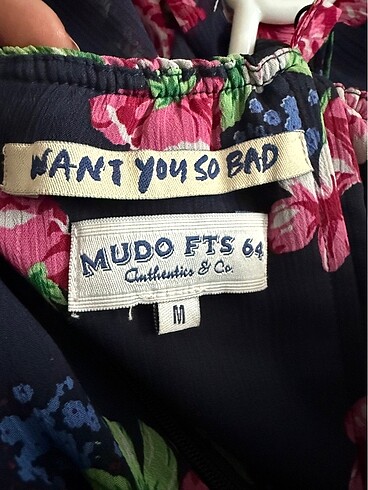 WANT YOU SO BAD
MUDO FTS 64
Authentics & Co.
M